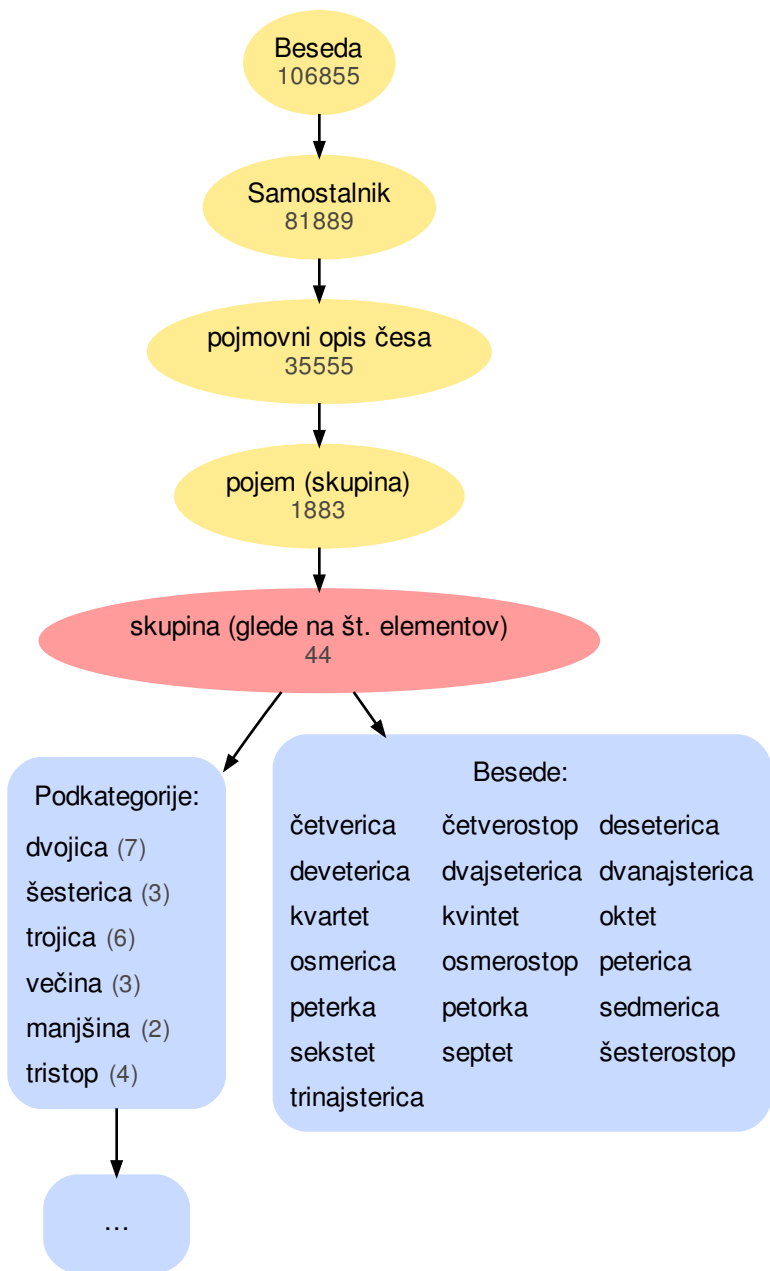 Beseda
106855
Samostalnik
81889
pojmovni opis česa
35555
pojem (skupina)
1883
skupina (glede na št. elementov)
44
Podkategorije:
dvojica (7)
šesterica (3)
trojica (6)
večina (3)
manjšina (2)
tristop (4)
...
Besede:
četverica četverostop deseterica
deveterica dvajseterica dvanajsterica
kvartet kvintet oktet
osmerica osmerostop peterica
peterka petorka sedmerica
sekstet septet šesterostop
trinajsterica